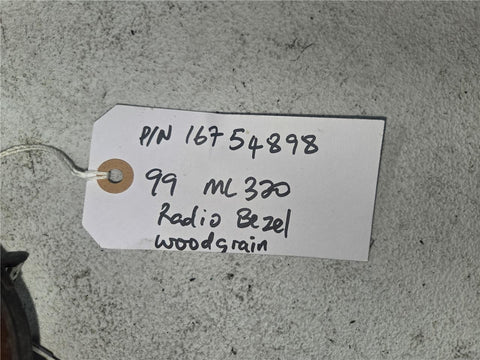 P/N 16754898
99 ML320
Radio Bezel
woodgrain